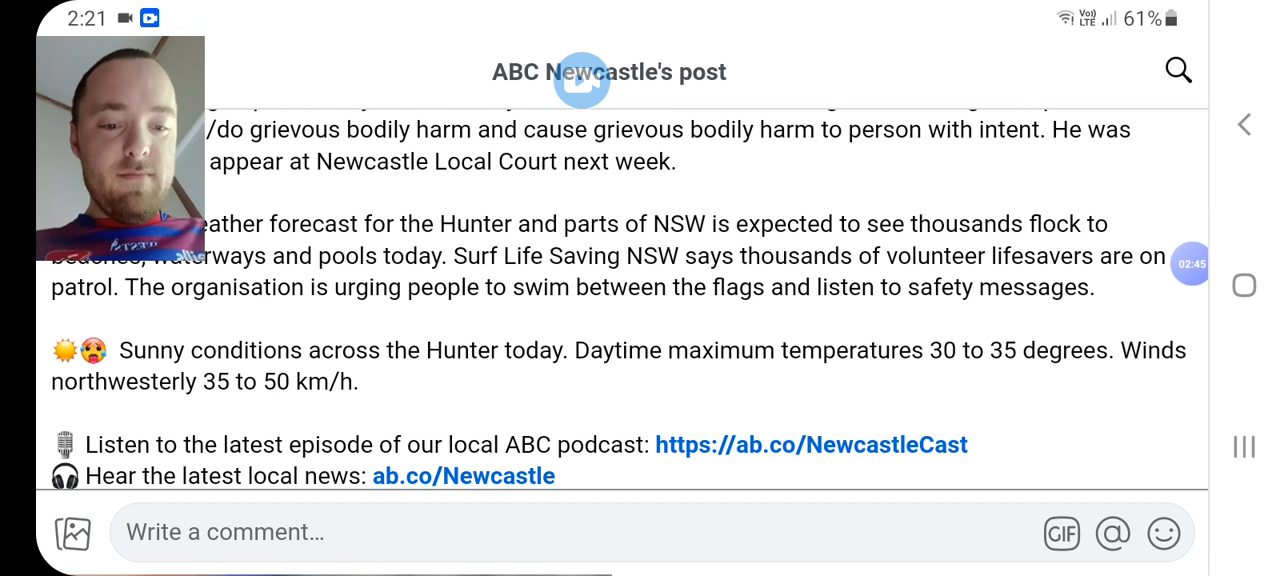 2:21
Vo))
LTE
61%
ABC Newcastle's post
/do grievous bodily harm and cause grievous bodily harm to person with intent. He was
appear at Newcastle Local Court next week.
eather forecast for the Hunter and parts of NSW is expected to see thousands flock to
beaches, waterways and pools today. Surf Life Saving NSW says thousands of volunteer lifesavers are on
02:45
patrol. The organisation is urging people to swim between the flags and listen to safety messages.
☀️🥵 Sunny conditions across the Hunter today. Daytime maximum temperatures 30 to 35 degrees. Winds
northwesterly 35 to 50 km/h.
🎙️ Listen to the latest episode of our local ABC podcast: https://ab.co/NewcastleCast
🎧 Hear the latest local news: ab.co/Newcastle
Write a comment...
GIF
@